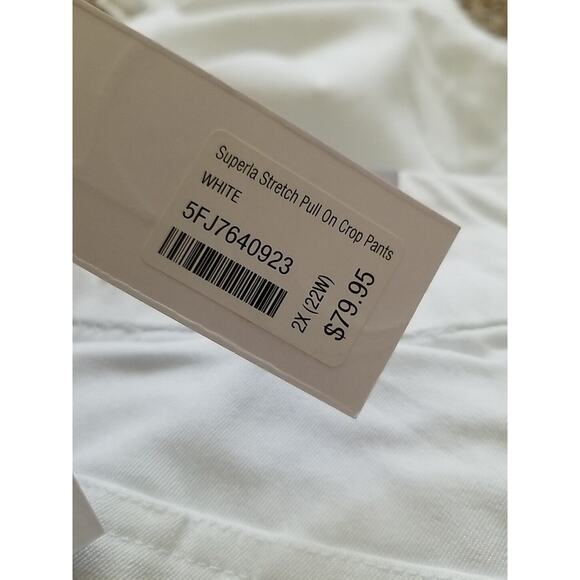 Superla Stretch Pull On Crop Pants
WHITE
5FJ7640923
2X (22W)
$79.95